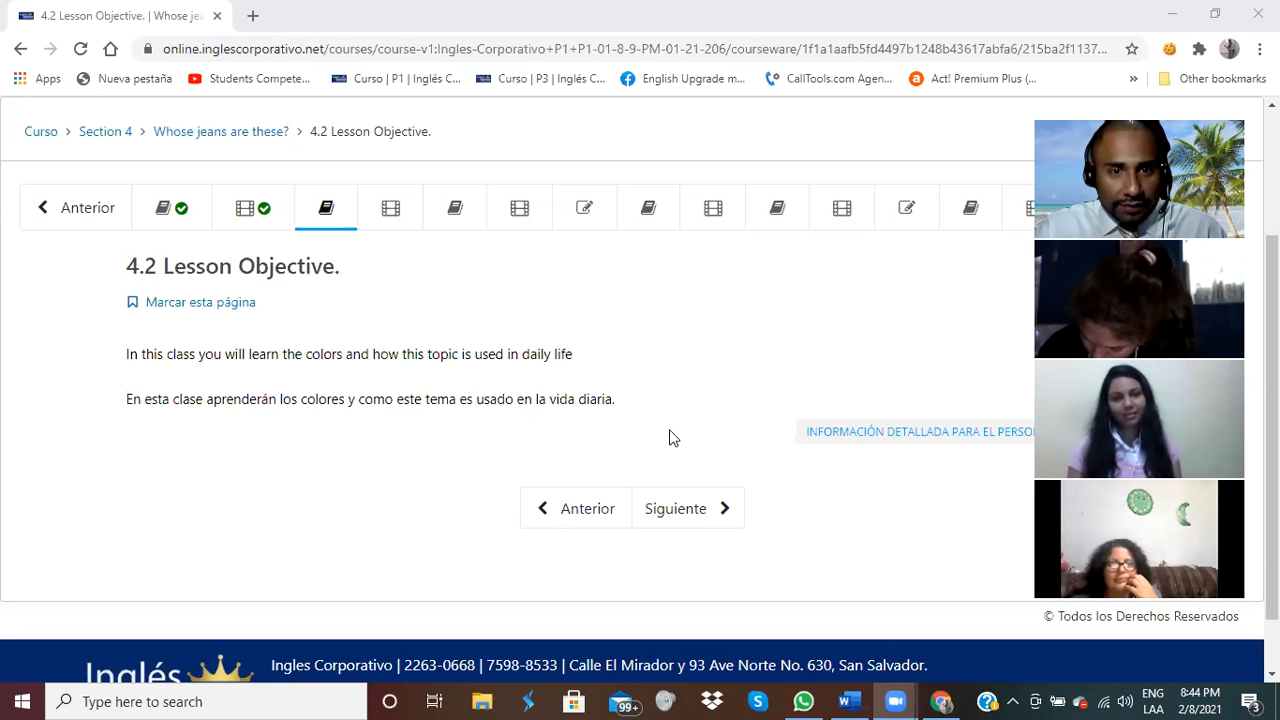 4.2 Lesson Objective. | Whose jea
online.inglescorporativo.net/courses/course-v1:Ingles-Corporativo+P1+P1-01-8-9-PM-01-21-206/courseware/1f1a1aafb5fd4497b1248b43617abfa6/215ba2f1137...
Apps
Nueva pestaña
Students Compete...
Curso | P1 | Inglés C...
Curso | P3 | Inglés C...
English Upgrade m...
CallTools.com Agen...
Act! Premium Plus (...
»
Other bookmarks
Curso > Section 4 > Whose jeans are these? > 4.2 Lesson Objective.
Anterior
4.2 Lesson Objective.
Marcar esta página
In this class you will learn the colors and how this topic is used in daily life
En esta clase aprenderán los colores y como este tema es usado en la vida diaria.
INFORMACIÓN DETALLADA PARA EL PERSO
Anterior
Siguiente
© Todos los Derechos Reservados
Inglés
Ingles Corporativo | 2263-0668 | 7598-8533 | Calle El Mirador y 93 Ave Norte No. 630, San Salvador.
Type here to search
99+
ENG
LAA
8:44 PM
2/8/2021
3